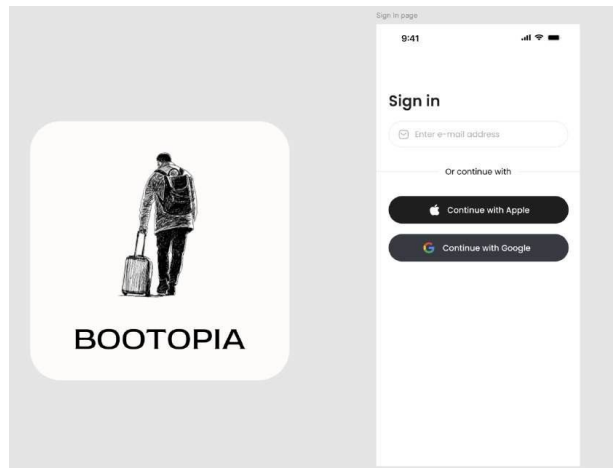 Sign In page
9:41
Sign in
Enter e-mail address
Or continue with
Continue with Apple
Continue with Google
BOOTOPIA